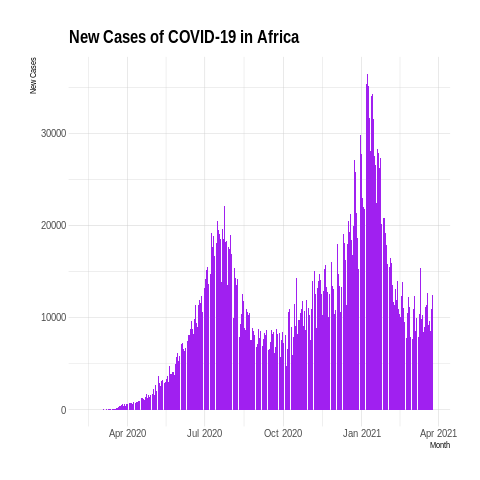 New Cases of COVID-19 in Africa
New Cases
30000
20000
10000
0
Apr 2020 Jul 2020 Oct 2020 Jan 2021 Apr 2021
Month